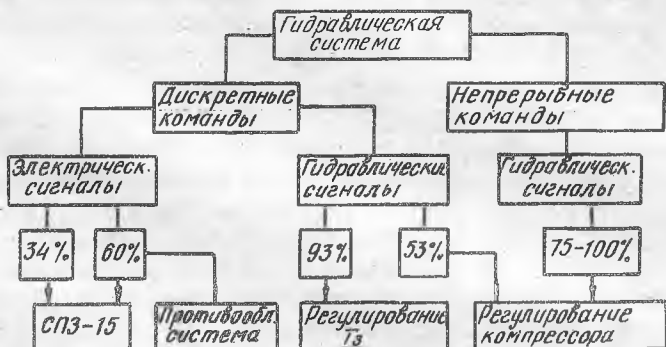 Гидравлическая
система
Дискретные
команды
Непрерывные
команды
Электрическ.
сигналы
Гидравлически
сигналы
Гидравлическ.
сигналы
34%
60%
93%
53%
75-100%
СПЗ-15
Противообл.
система
Регулирование
Т₃
Регулирование
компрессора